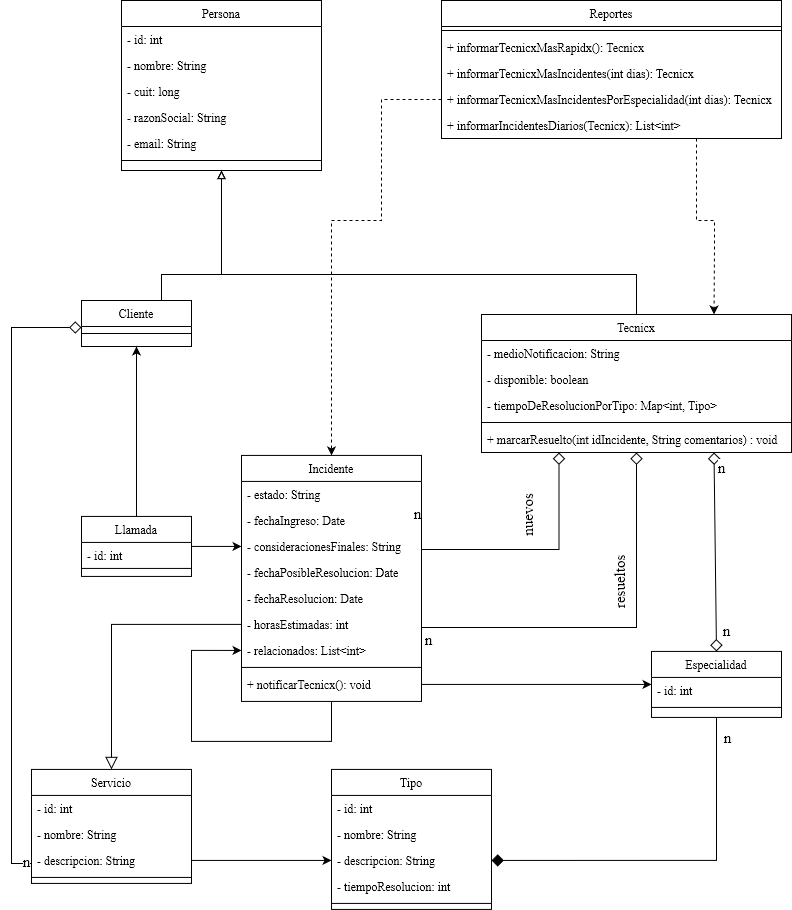 Persona
- id: int
- nombre: String
- cuit: long
- razonSocial: String
- email: String
Reportes
+ informarTecnicxMasRapidx(): Tecnicx
+ informarTecnicxMasIncidentes(int dias): Tecnicx
+ informarTecnicxMasIncidentesPorEspecialidad(int dias): Tecnicx
+ informarIncidentesDiarios(Tecnicx): List<int>
Cliente
Tecnicx
- medioNotificacion: String
- disponible: boolean
- tiempoDeResolucionPorTipo: Map<int, Tipo>
+ marcarResuelto(int idIncidente, String comentarios) : void
Incidente
- estado: String
- fechaIngreso: Date
- consideracionesFinales: String
- fechaPosibleResolucion: Date
- fechaResolucion: Date
- horasEstimadas: int
- relacionados: List<int>
+ notificarTecnicx(): void
n
nuevos
n
resueltos
n
n
Llamada
- id: int
Especialidad
- id: int
n
Servicio
- id: int
- nombre: String
- descripcion: String
n
Tipo
- id: int
- nombre: String
- descripcion: String
- tiempoResolucion: int